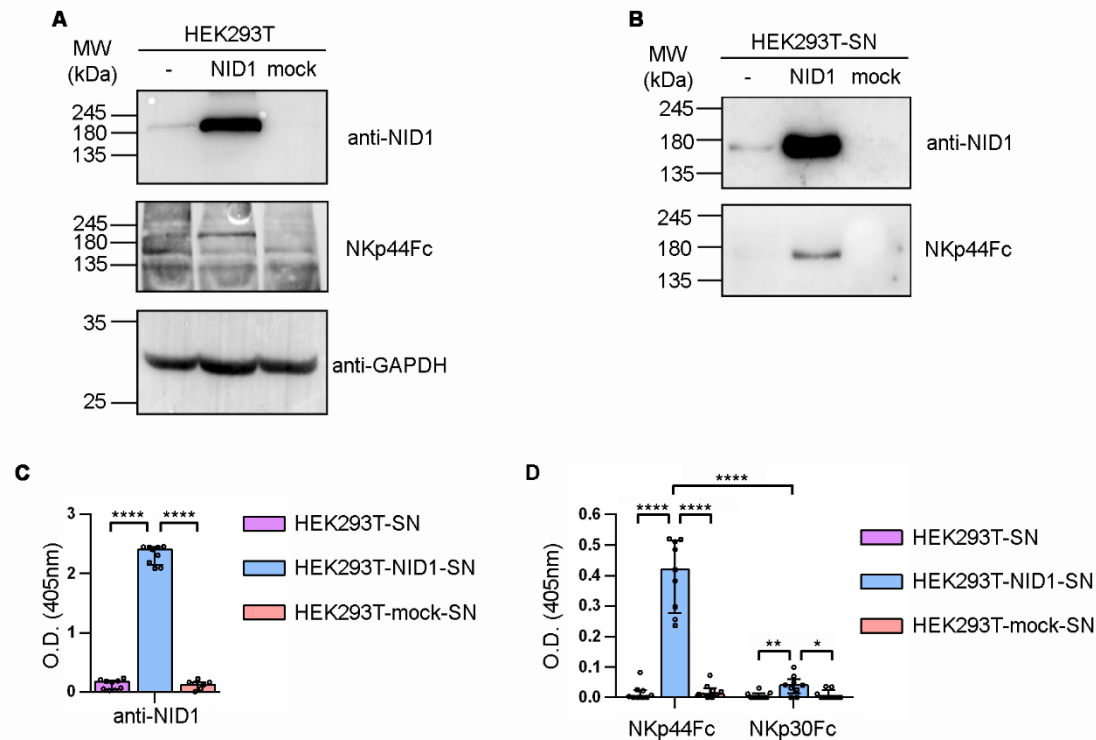 A
HEK293T
MW
(kDa)
- NID1 mock
245
180
135
anti-NID1
245
180
135
NKp44Fc
35
25
anti-GAPDH
B
HEK293T-SN
MW
(kDa)
- NID1 mock
245
180
135
anti-NID1
245
180
135
NKp44Fc
C
O.D. (405nm)
3
2
1
0
**** ****
anti-NID1
HEK293T-SN
HEK293T-NID1-SN
HEK293T-mock-SN
D
O.D. (405nm)
0.6
0.5
0.4
0.3
0.2
0.1
0.0
****
**** ****
** *
NKp44Fc NKp30Fc
HEK293T-SN
HEK293T-NID1-SN
HEK293T-mock-SN